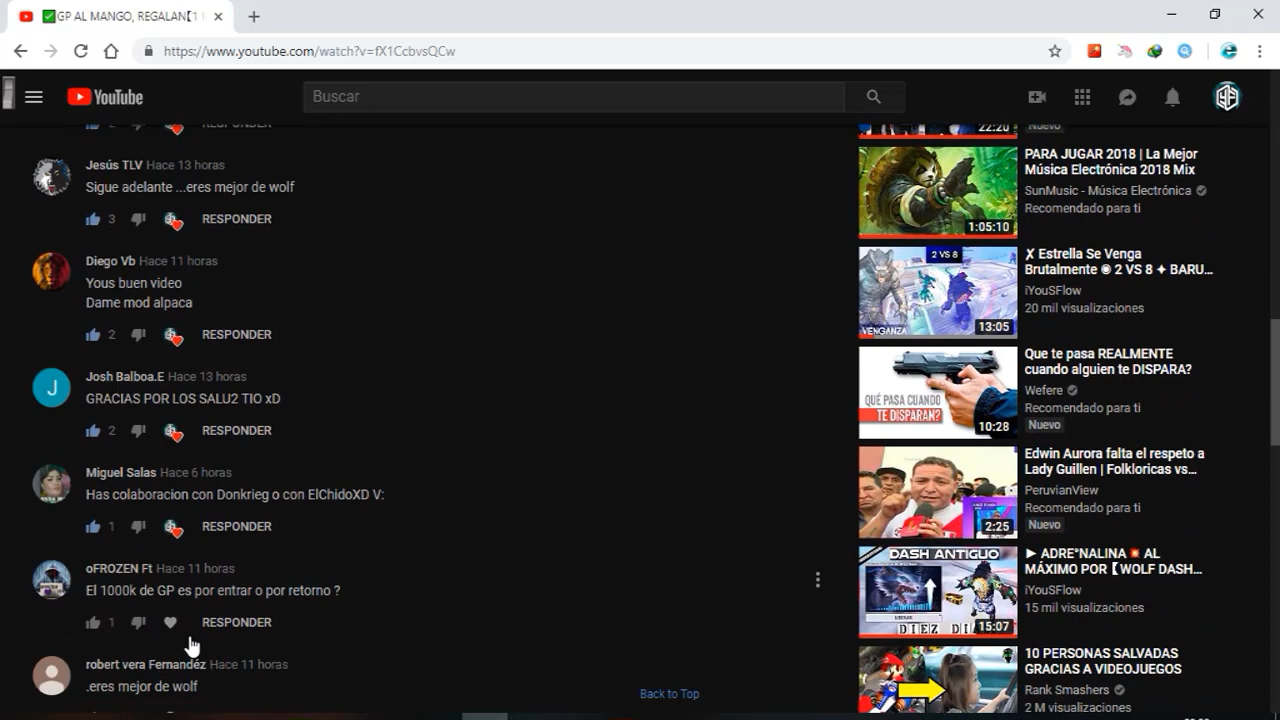 ✅GP AL MANGO, REGALAN【1
https://www.youtube.com/watch?v=fX1CcbvsQCw
YouTube
Buscar
2 RESPONDER
Jesús TLV Hace 13 horas
Sigue adelante ...eres mejor de wolf
3 RESPONDER
Diego Vb Hace 11 horas
Yous buen video
Dame mod alpaca
2 RESPONDER
Josh Balboa.E Hace 13 horas
GRACIAS POR LOS SALU2 TIO xD
2 RESPONDER
Miguel Salas Hace 6 horas
Has colaboracion con Donkrieg o con ElChidoXD V:
1 RESPONDER
oFROZEN Ft Hace 11 horas
El 1000k de GP es por entrar o por retorno ?
1 RESPONDER
robert vera Fernandez Hace 11 horas
.eres mejor de wolf
Back to Top
22:20
Nuevo
1:05:10
PARA JUGAR 2018 | La Mejor
Música Electrónica 2018 Mix
SunMusic - Música Electrónica
Recomendado para ti
2 VS 8
VENGANZA
13:05
✘ Estrella Se Venga
Brutalmente ◉ 2 VS 8 ✦ BARU...
iYouSFlow
20 mil visualizaciones
QUÉ PASA CUANDO
TE DISPARAN?
10:28
Que te pasa REALMENTE
cuando alguien te DISPARA?
Wefere
Recomendado para ti
Nuevo
2:25
Edwin Aurora falta el respeto a
Lady Guillen | Folkloricas vs...
PeruvianView
Recomendado para ti
Nuevo
DASH ANTIGUO
DIEZ DI
15:07
► ADRE°NALINA💥 AL
MÁXIMO POR【WOLF DASH...
iYouSFlow
15 mil visualizaciones
10 PERSONAS SALVADAS
GRACIAS A VIDEOJUEGOS
Rank Smashers
2 M visualizaciones